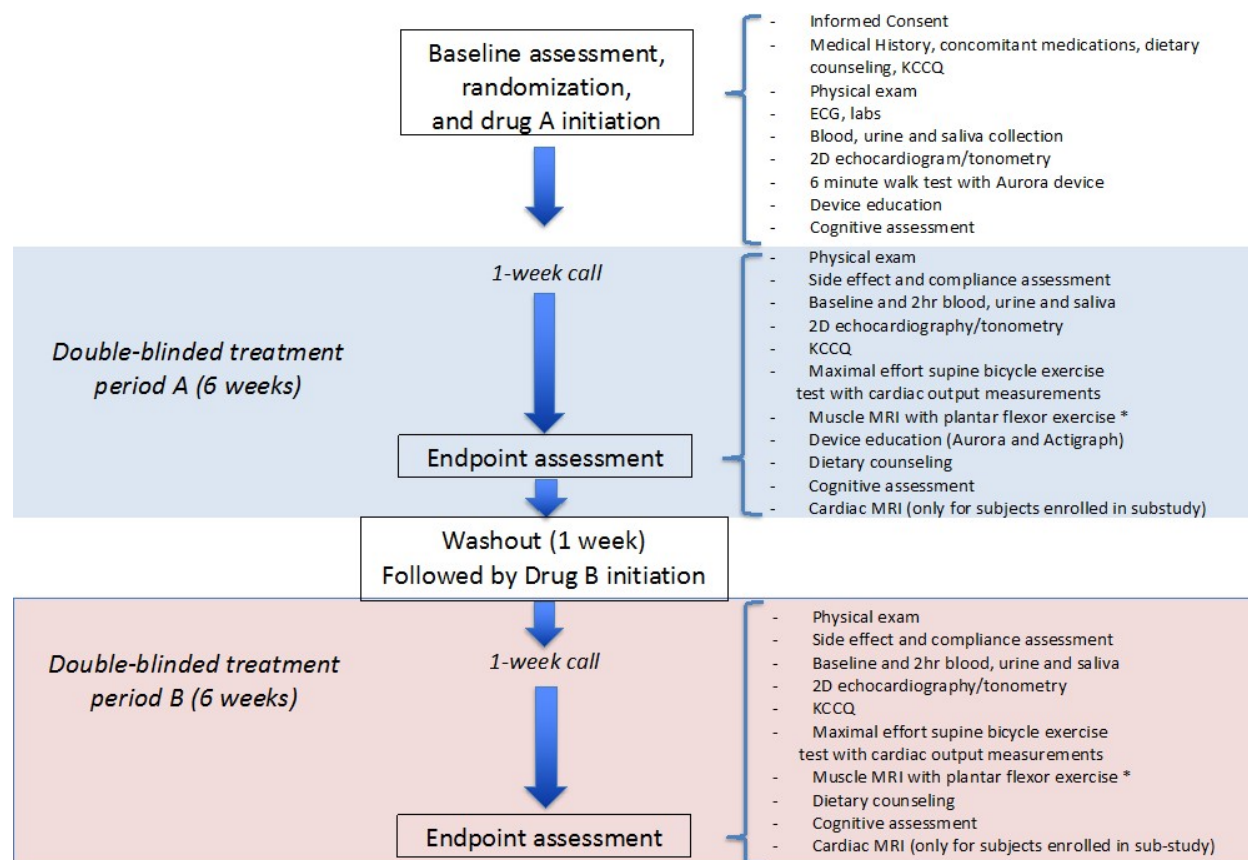 Baseline assessment,
randomization,
and drug A initiation
- Informed Consent
- Medical History, concomitant medications, dietary
counseling, KCCQ
- Physical exam
- ECG, labs
- Blood, urine and saliva collection
- 2D echocardiogram/tonometry
- 6 minute walk test with Aurora device
- Device education
- Cognitive assessment
Double-blinded treatment
period A (6 weeks)
1-week call
Endpoint assessment
- Physical exam
- Side effect and compliance assessment
- Baseline and 2hr blood, urine and saliva
- 2D echocardiography/tonometry
- KCCQ
- Maximal effort supine bicycle exercise
test with cardiac output measurements
- Muscle MRI with plantar flexor exercise *
- Device education (Aurora and Actigraph)
- Dietary counseling
- Cognitive assessment
- Cardiac MRI (only for subjects enrolled in substudy)
Washout (1 week)
Followed by Drug B initiation
Double-blinded treatment
period B (6 weeks)
1-week call
Endpoint assessment
- Physical exam
- Side effect and compliance assessment
- Baseline and 2hr blood, urine and saliva
- 2D echocardiography/tonometry
- KCCQ
- Maximal effort supine bicycle exercise
test with cardiac output measurements
- Muscle MRI with plantar flexor exercise *
- Dietary counseling
- Cognitive assessment
- Cardiac MRI (only for subjects enrolled in sub-study)